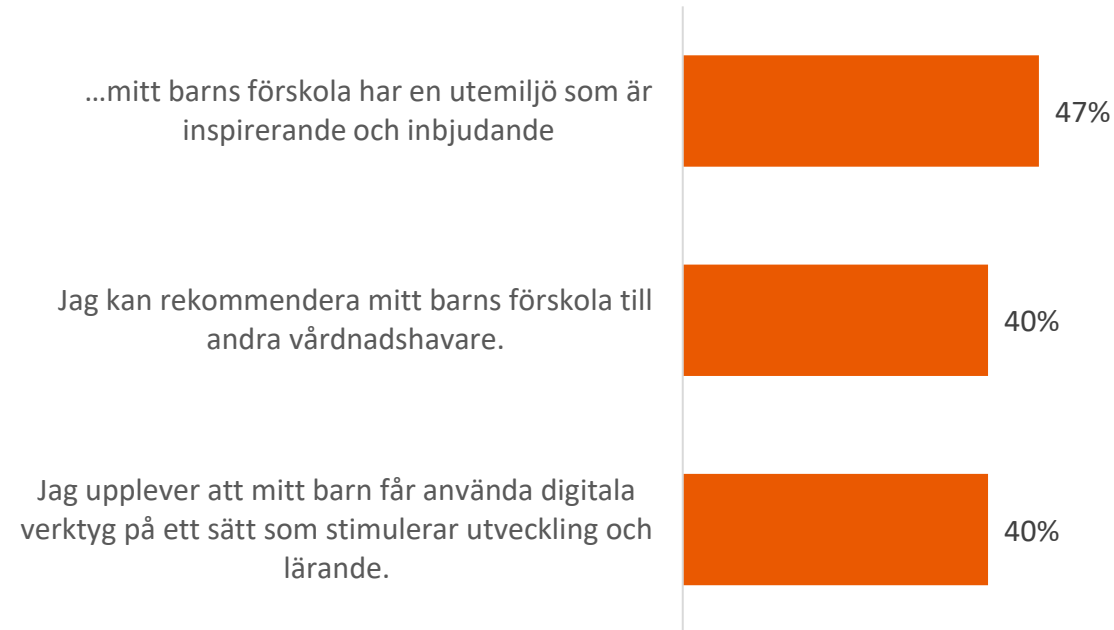 …mitt barns förskola har en utemiljö som är
inspirerande och inbjudande
47%
Jag kan rekommendera mitt barns förskola till
andra vårdnadshavare.
40%
Jag upplever att mitt barn får använda digitala
verktyg på ett sätt som stimulerar utveckling och
lärande.
40%